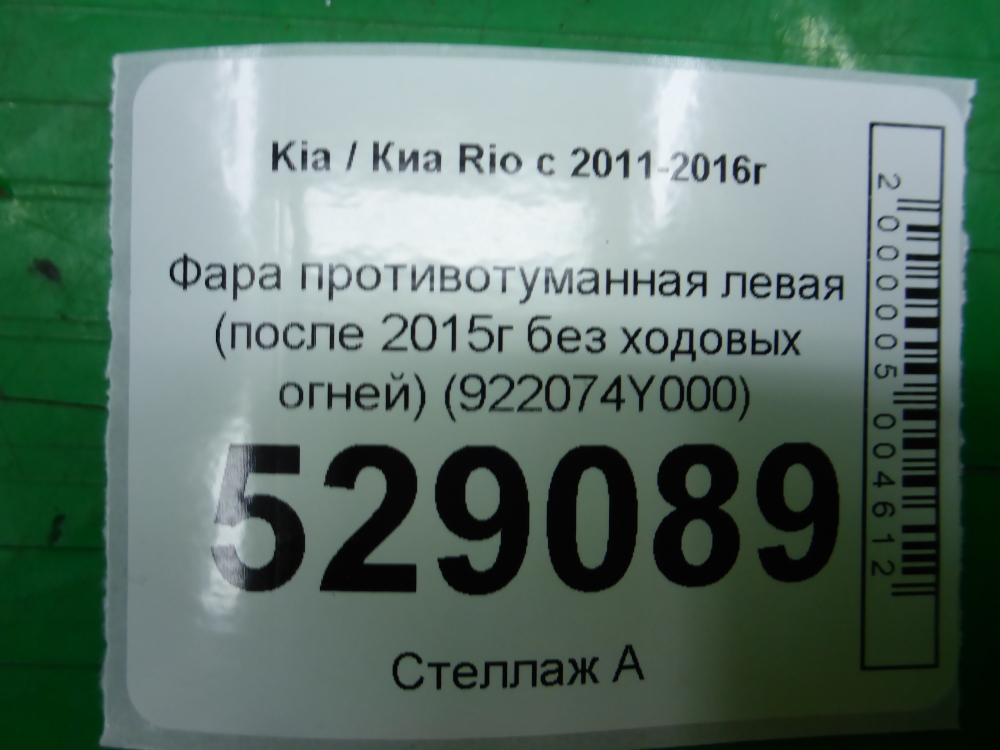 Kia / Киа Rio с 2011-2016г
Фара противотуманная левая
(после 2015г без ходовых
огней) (922074Y000)
529089
Стеллаж А
2000005004612